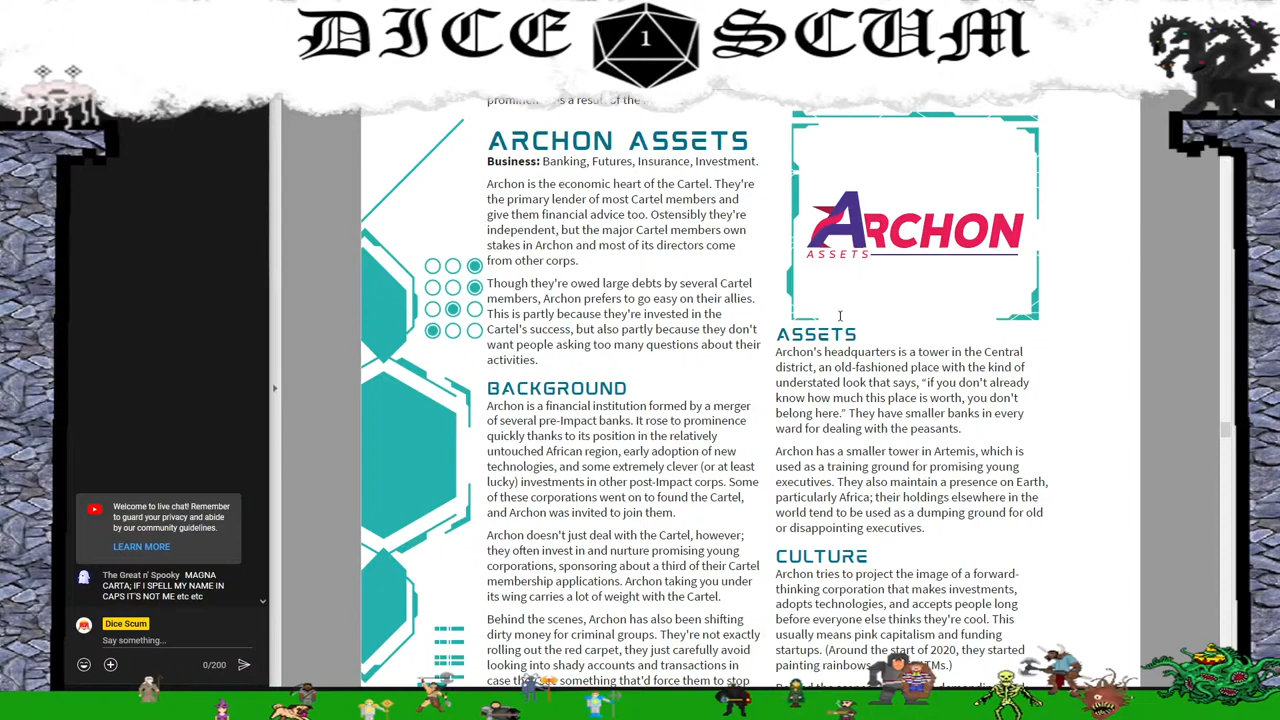 DICE SCUM
1
ARCHON ASSETS
Business: Banking, Futures, Insurance, Investment.
Archon is the economic heart of the Cartel. They're
the primary lender of most Cartel members and
give them financial advice too. Ostensibly they're
independent, but the major Cartel members own
stakes in Archon and most of its directors come
from other corps.
Though they're owed large debts by several Cartel
members, Archon prefers to go easy on their allies.
This is partly because they're invested in the
Cartel's success, but also partly because they don't
want people asking too many questions about their
activities.
BACKGROUND
Archon is a financial institution formed by a merger
of several pre-Impact banks. It rose to prominence
quickly thanks to its position in the relatively
untouched African region, early adoption of new
technologies, and some extremely clever (or at least
lucky) investments in other post-Impact corps. Some
of these corporations went on to found the Cartel,
and Archon was invited to join them.
Archon doesn't just deal with the Cartel, however;
they often invest in and nurture promising young
corporations, sponsoring about a third of their Cartel
membership applications. Archon taking you under
its wing carries a lot of weight with the Cartel.
Behind the scenes, Archon has also been shifting
dirty money for criminal groups. They're not exactly
rolling out the red carpet, they just carefully avoid
looking into shady accounts and transactions in
case something that'd force them to stop
ARCHON
ASSETS
ASSETS
Archon's headquarters is a tower in the Central
district, an old-fashioned place with the kind of
understated look that says, "if you don't already
know how much this place is worth, you don't
belong here." They have smaller banks in every
ward for dealing with the peasants.
Archon has a smaller tower in Artemis, which is
used as a training ground for promising young
executives. They also maintain a presence on Earth,
particularly Africa; their holdings elsewhere in the
world tend to be used as a dumping ground for old
or disappointing executives.
CULTURE
Archon tries to project the image of a forward-
thinking corporation that makes investments,
adopts technologies, and accepts people long
before everyone else thinks they're cool. This
usually means pink capitalism and funding
startups. (Around the start of 2020, they started
painting rainbows
Welcome to live chat! Remember
to guard your privacy and abide
by our community guidelines.
LEARN MORE
The Great n' Spooky MAGNA
CARTA; IF I SPELL MY NAME IN
CAPS IT'S NOT ME etc etc
Dice Scum
Say something...
0/200